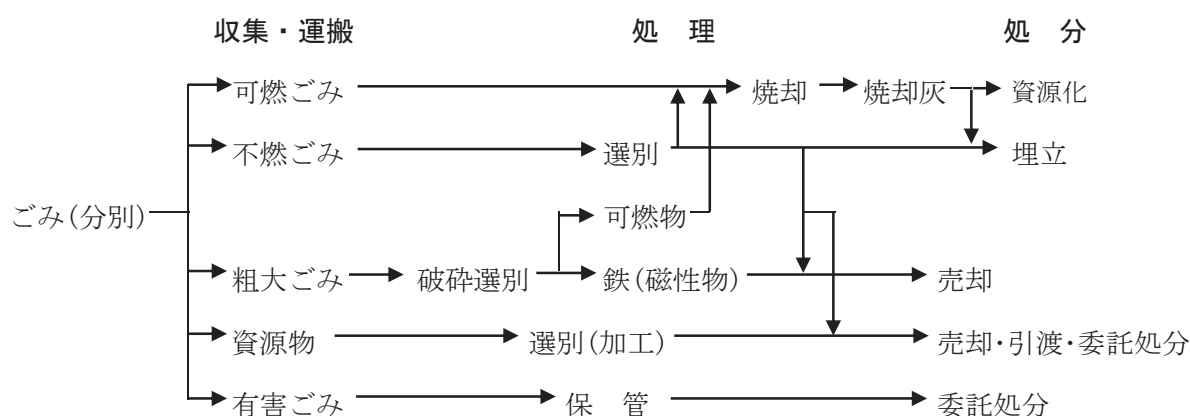 収集・運搬 処 理 処 分
可燃ごみ 焼却 焼却灰 資源化
不燃ごみ 選別 埋立
ごみ(分別) 可燃物
粗大ごみ 破砕選別 鉄(磁性物) 売却
資源物 選別(加工) 売却・引渡・委託処分
有害ごみ 保 管 委託処分